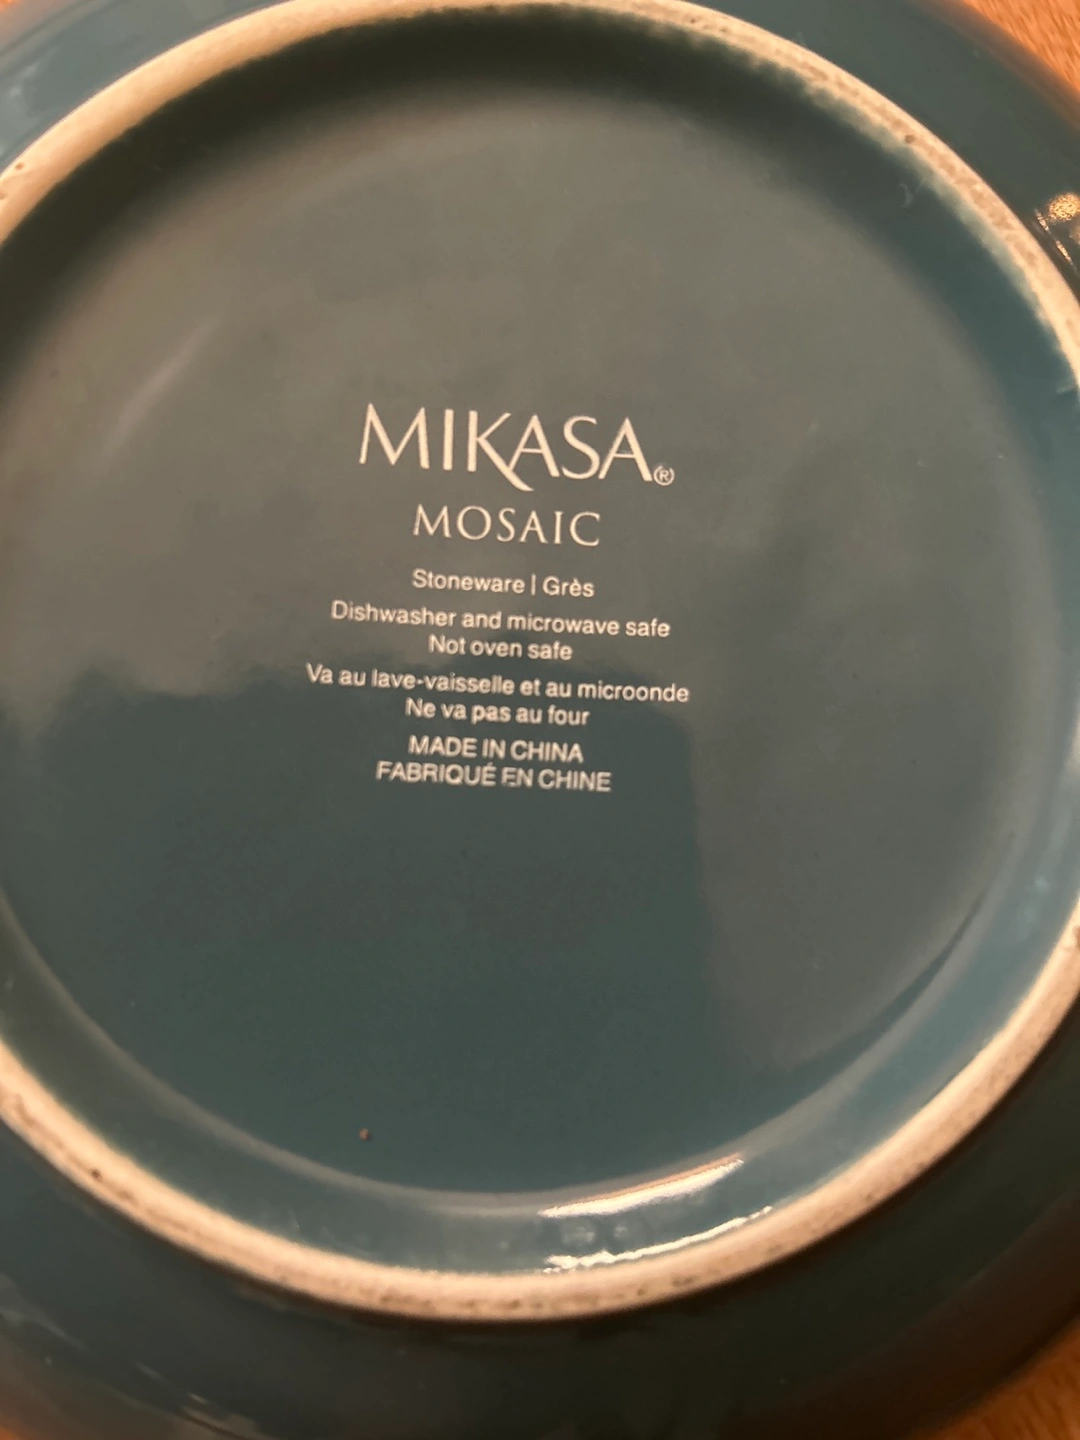 MIKASA®
MOSAIC
Stoneware | Grès
Dishwasher and microwave safe
Not oven safe
Va au lave-vaisselle et au microonde
Ne va pas au four
MADE IN CHINA
FABRIQUÉ EN CHINE